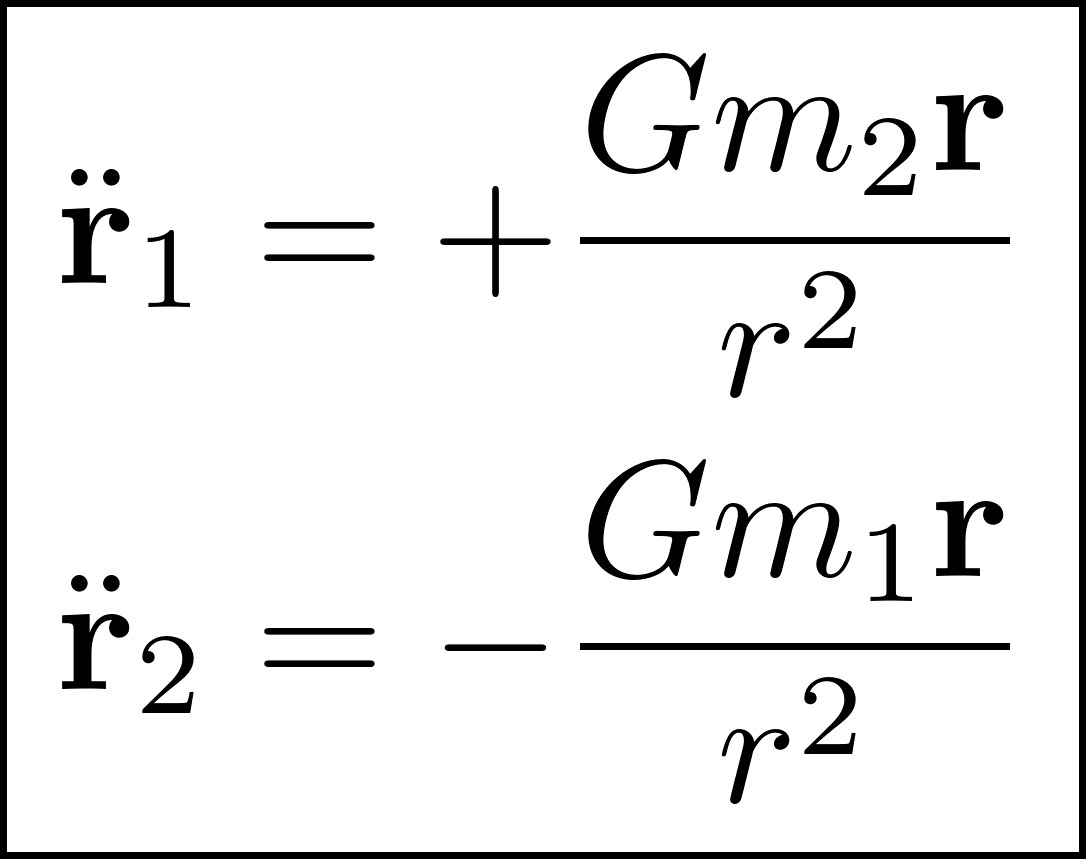 r̈₁ = + Gm₂r / r²
r̈₂ = − Gm₁r / r²